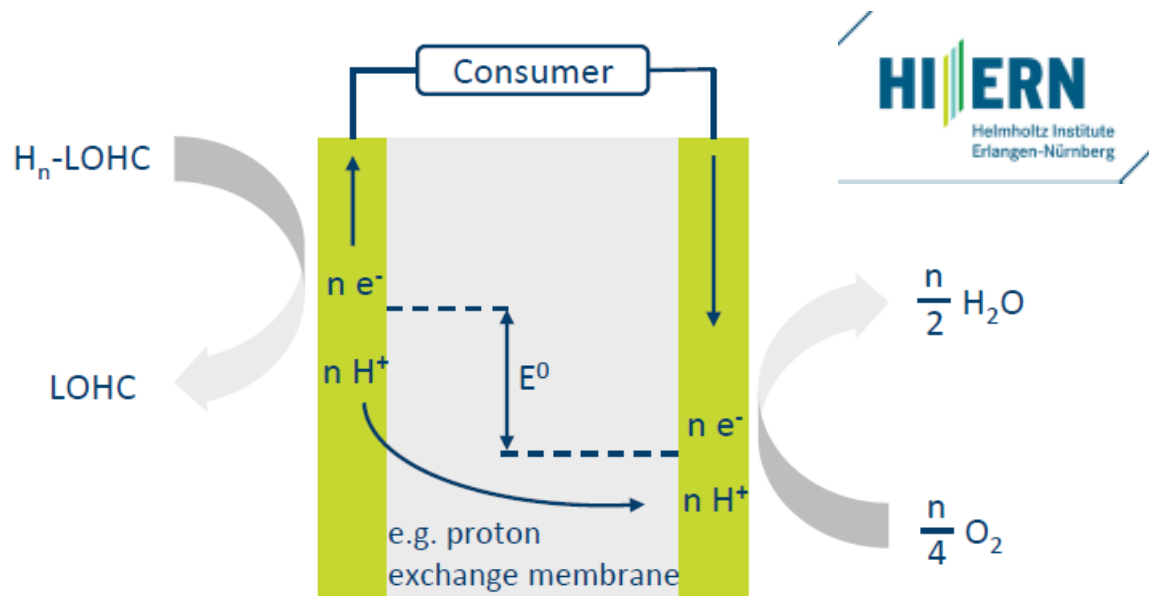 Consumer
HI ERN
Helmholtz Institute
Erlangen-Nürnberg
Hₙ-LOHC
n e⁻
n H⁺
LOHC
E⁰
n e⁻
n H⁺
n/2 H₂O
n/4 O₂
e.g. proton
exchange membrane